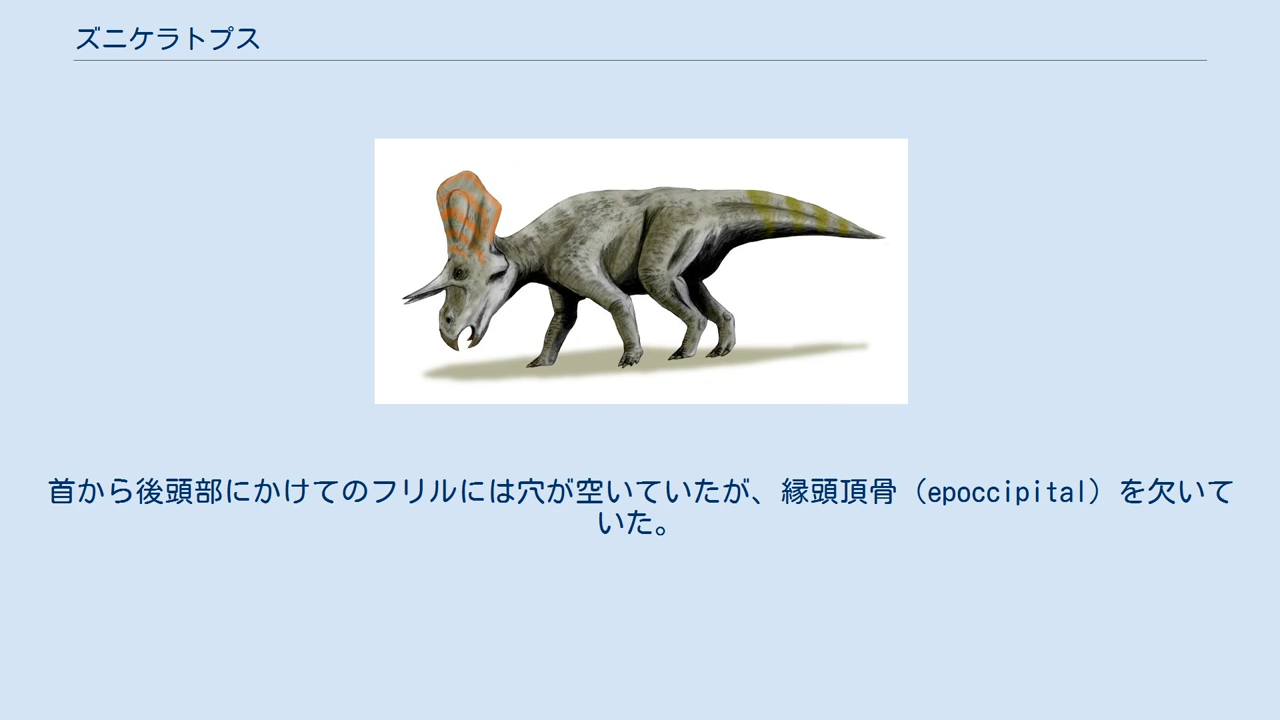 ズニケラトプス
首から後頭部にかけてのフリルには穴が空いていたが、縁頭頂骨（epoccipital）を欠いて
いた。